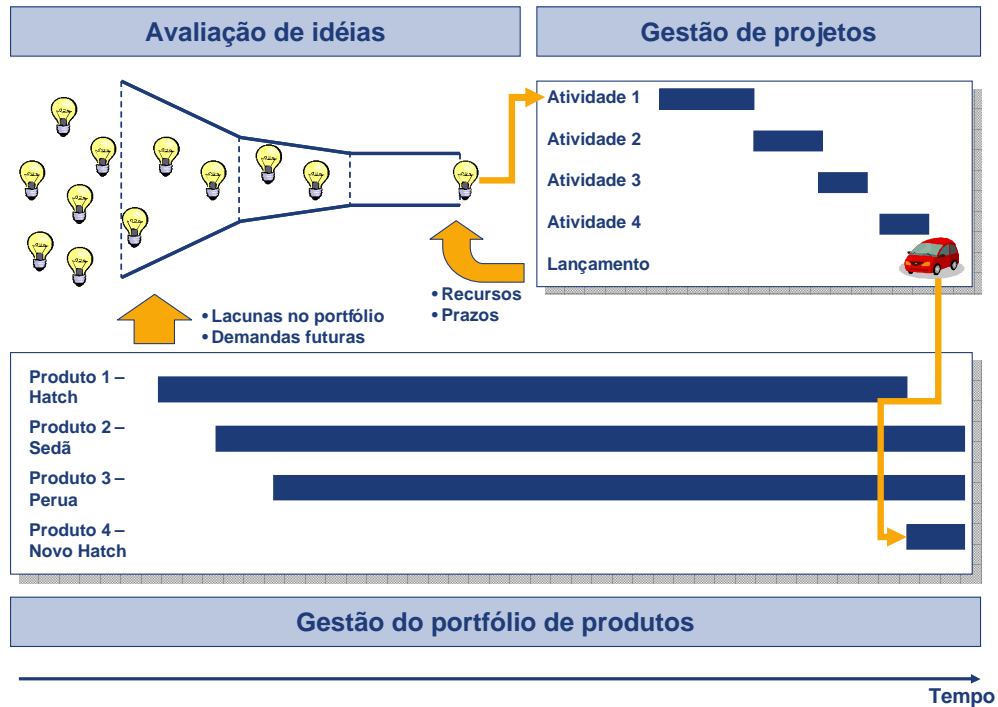 Avaliação de idéias
Gestão de projetos
Atividade 1
Atividade 2
Atividade 3
Atividade 4
Lançamento
• Recursos
• Prazos
• Lacunas no portfólio
• Demandas futuras
Produto 1 –
Hatch
Produto 2 –
Sedã
Produto 3 –
Perua
Produto 4 –
Novo Hatch
Gestão do portfólio de produtos
Tempo